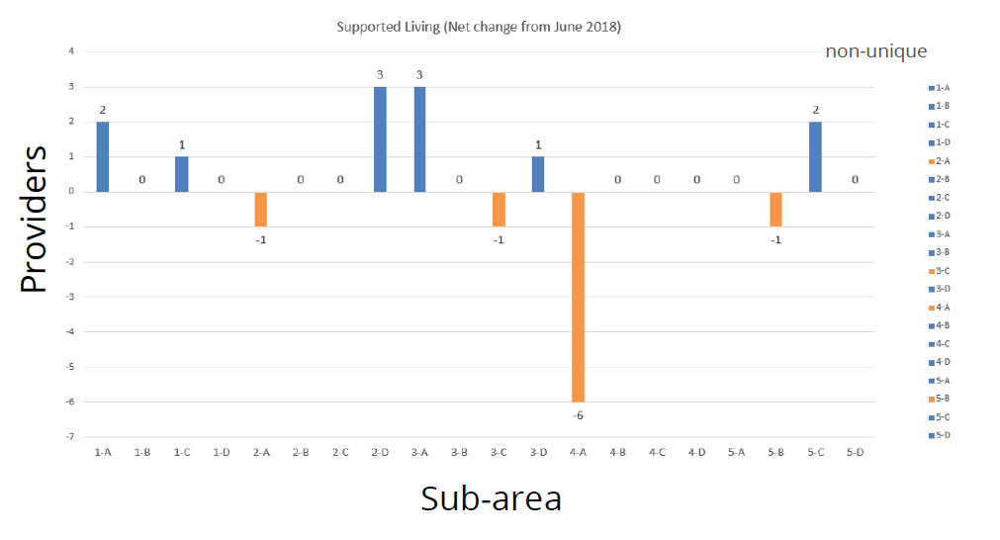 Supported Living (Net change from June 2018)
non-unique
Providers
4
3
2
1
0
-1
-2
-3
-4
-5
-6
-7
2
0
1
0
-1
0
0
3
3
0
-1
1
-6
0
0
0
0
-1
2
0
1-A 1-B 1-C 1-D 2-A 2-B 2-C 2-D 3-A 3-B 3-C 3-D 4-A 4-B 4-C 4-D 5-A 5-B 5-C 5-D
Sub-area
1-A
1-B
1-C
1-D
2-A
2-B
2-C
2-D
3-A
3-B
3-C
3-D
4-A
4-B
4-C
4-D
5-A
5-B
5-C
5-D